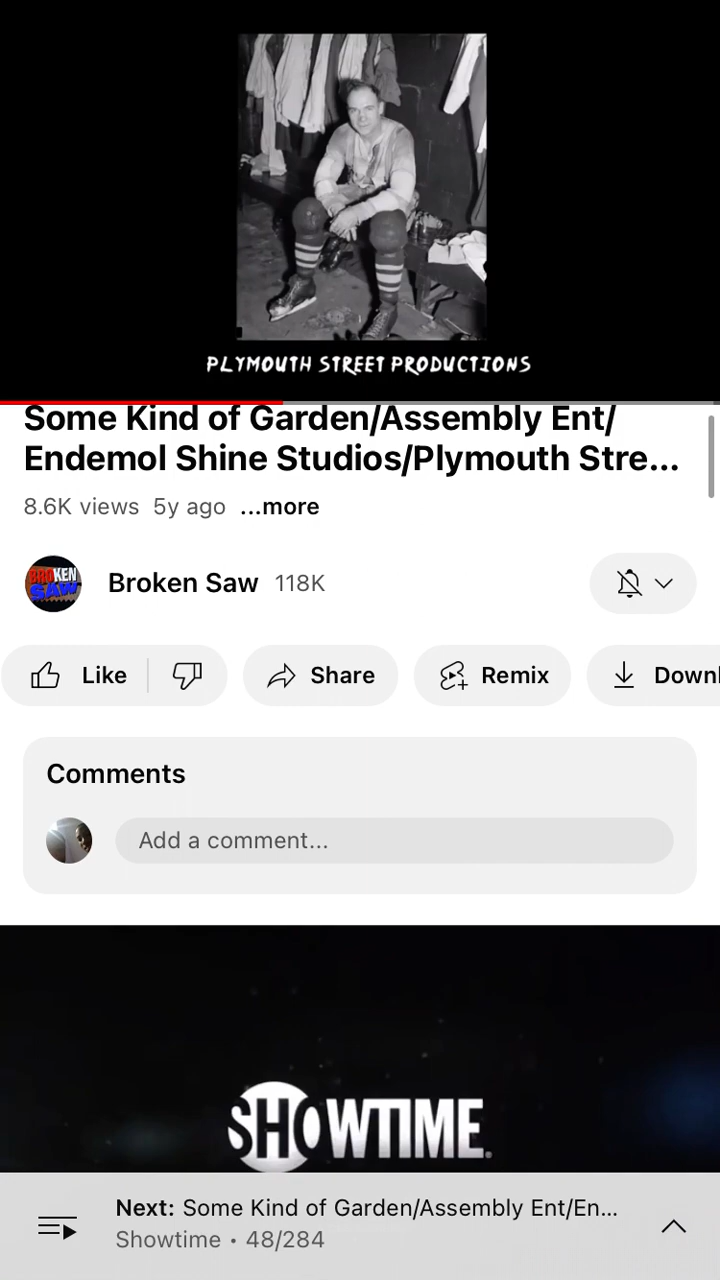 PLYMOUTH STREET PRODUCTIONS
Some Kind of Garden/Assembly Ent/
Endemol Shine Studios/Plymouth Stre...
8.6K views 5y ago ...more
BROKEN
SAW
Broken Saw 118K
Like
Share
Remix
Downl
Comments
Add a comment...
SHOWTIME
Next: Some Kind of Garden/Assembly Ent/En...
Showtime • 48/284